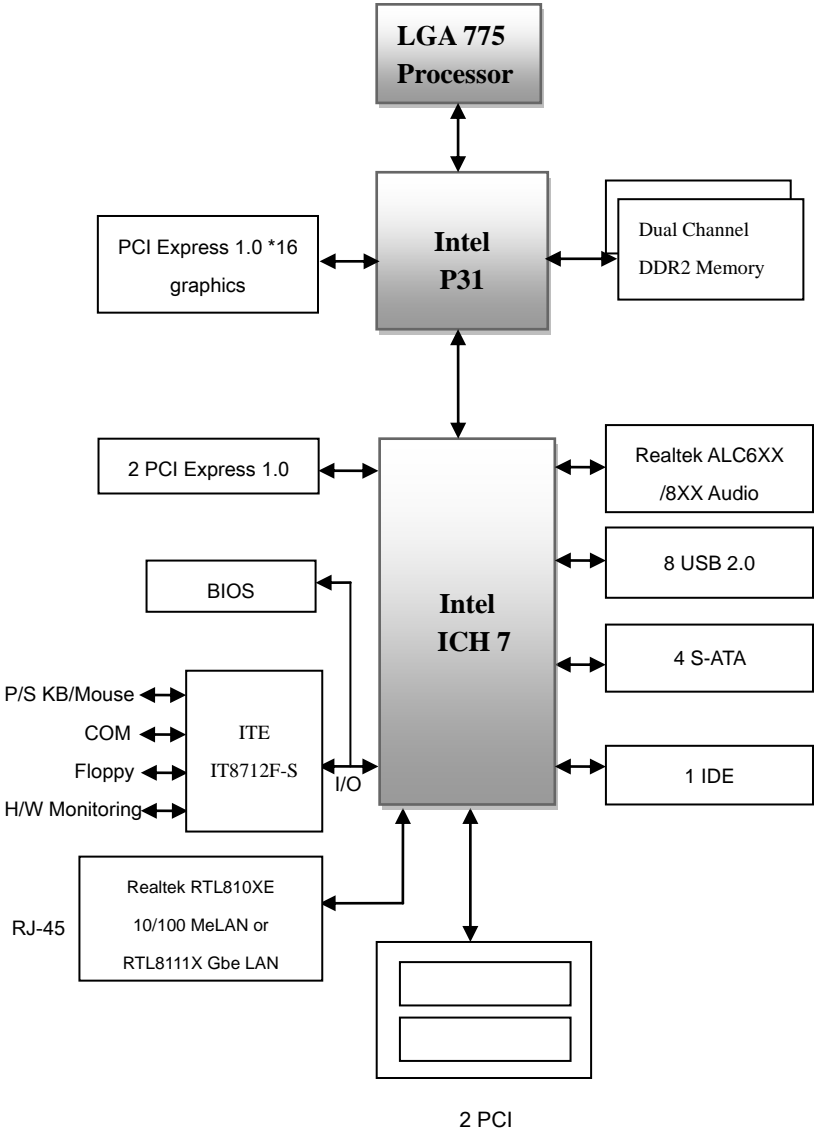 LGA 775
Processor
PCI Express 1.0 *16
graphics
Intel
P31
Dual Channel
DDR2 Memory
2 PCI Express 1.0
Realtek ALC6XX
/8XX Audio
BIOS
Intel
ICH 7
8 USB 2.0
4 S-ATA
P/S KB/Mouse
COM
Floppy
H/W Monitoring
ITE
IT8712F-S
I/O
1 IDE
RJ-45
Realtek RTL810XE
10/100 MeLAN or
RTL8111X Gbe LAN
2 PCI